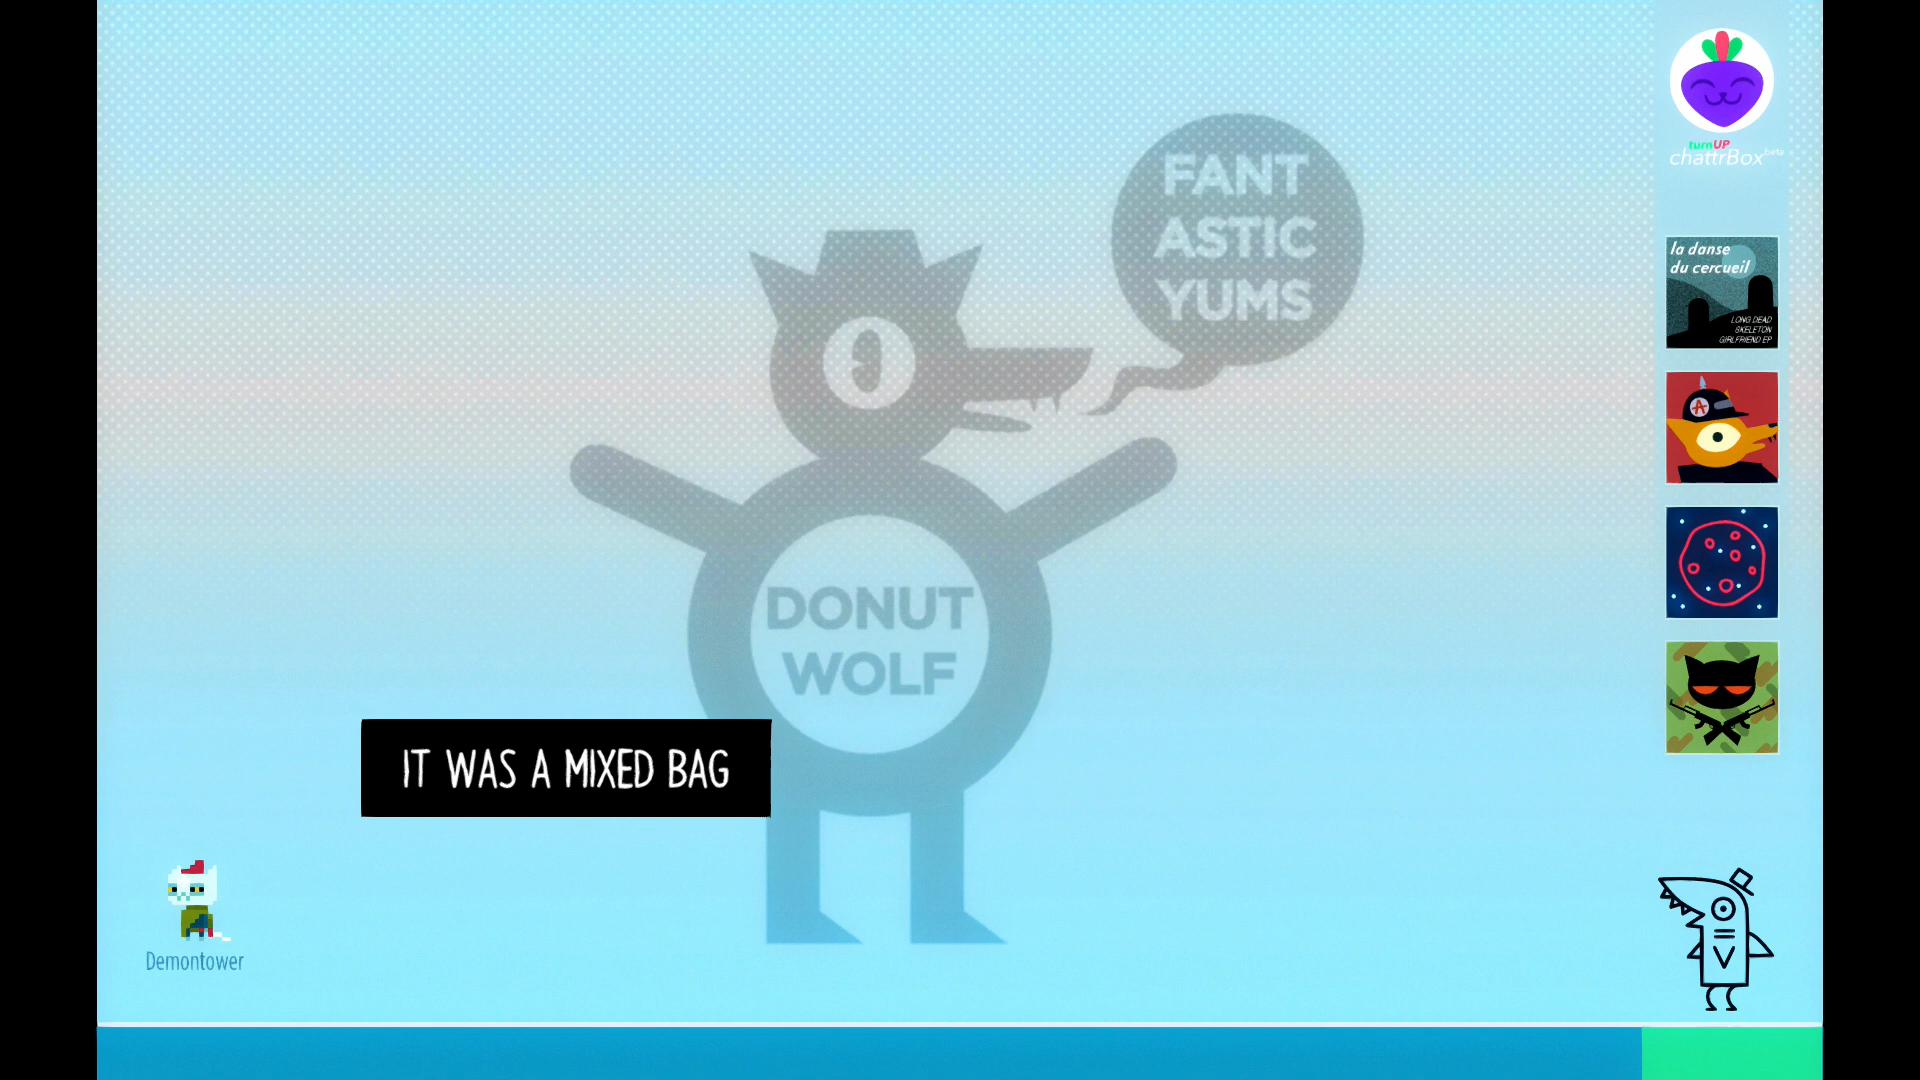 FANT
ASTIC
YUMS
DONUT
WOLF
turnUP
chattrBox beta
la danse
du cercueil
LONG DEAD
SKELETON
GIRLFRIEND EP
A
IT WAS A MIXED BAG
Demontower